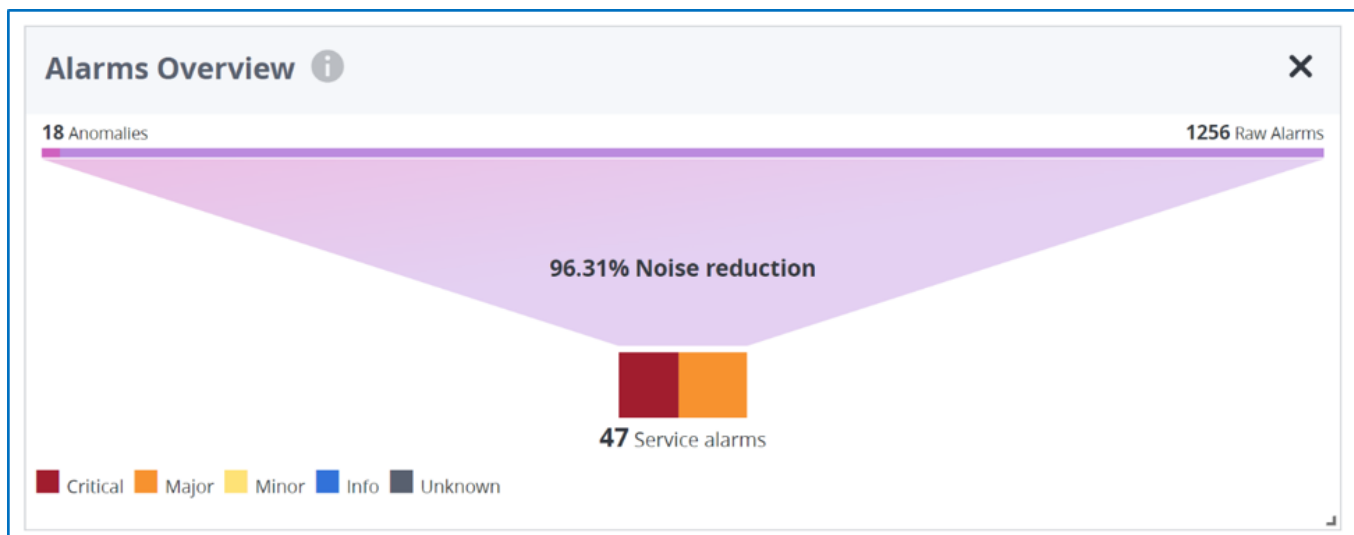 Alarms Overview
18 Anomalies
1256 Raw Alarms
96.31% Noise reduction
47 Service alarms
Critical Major Minor Info Unknown